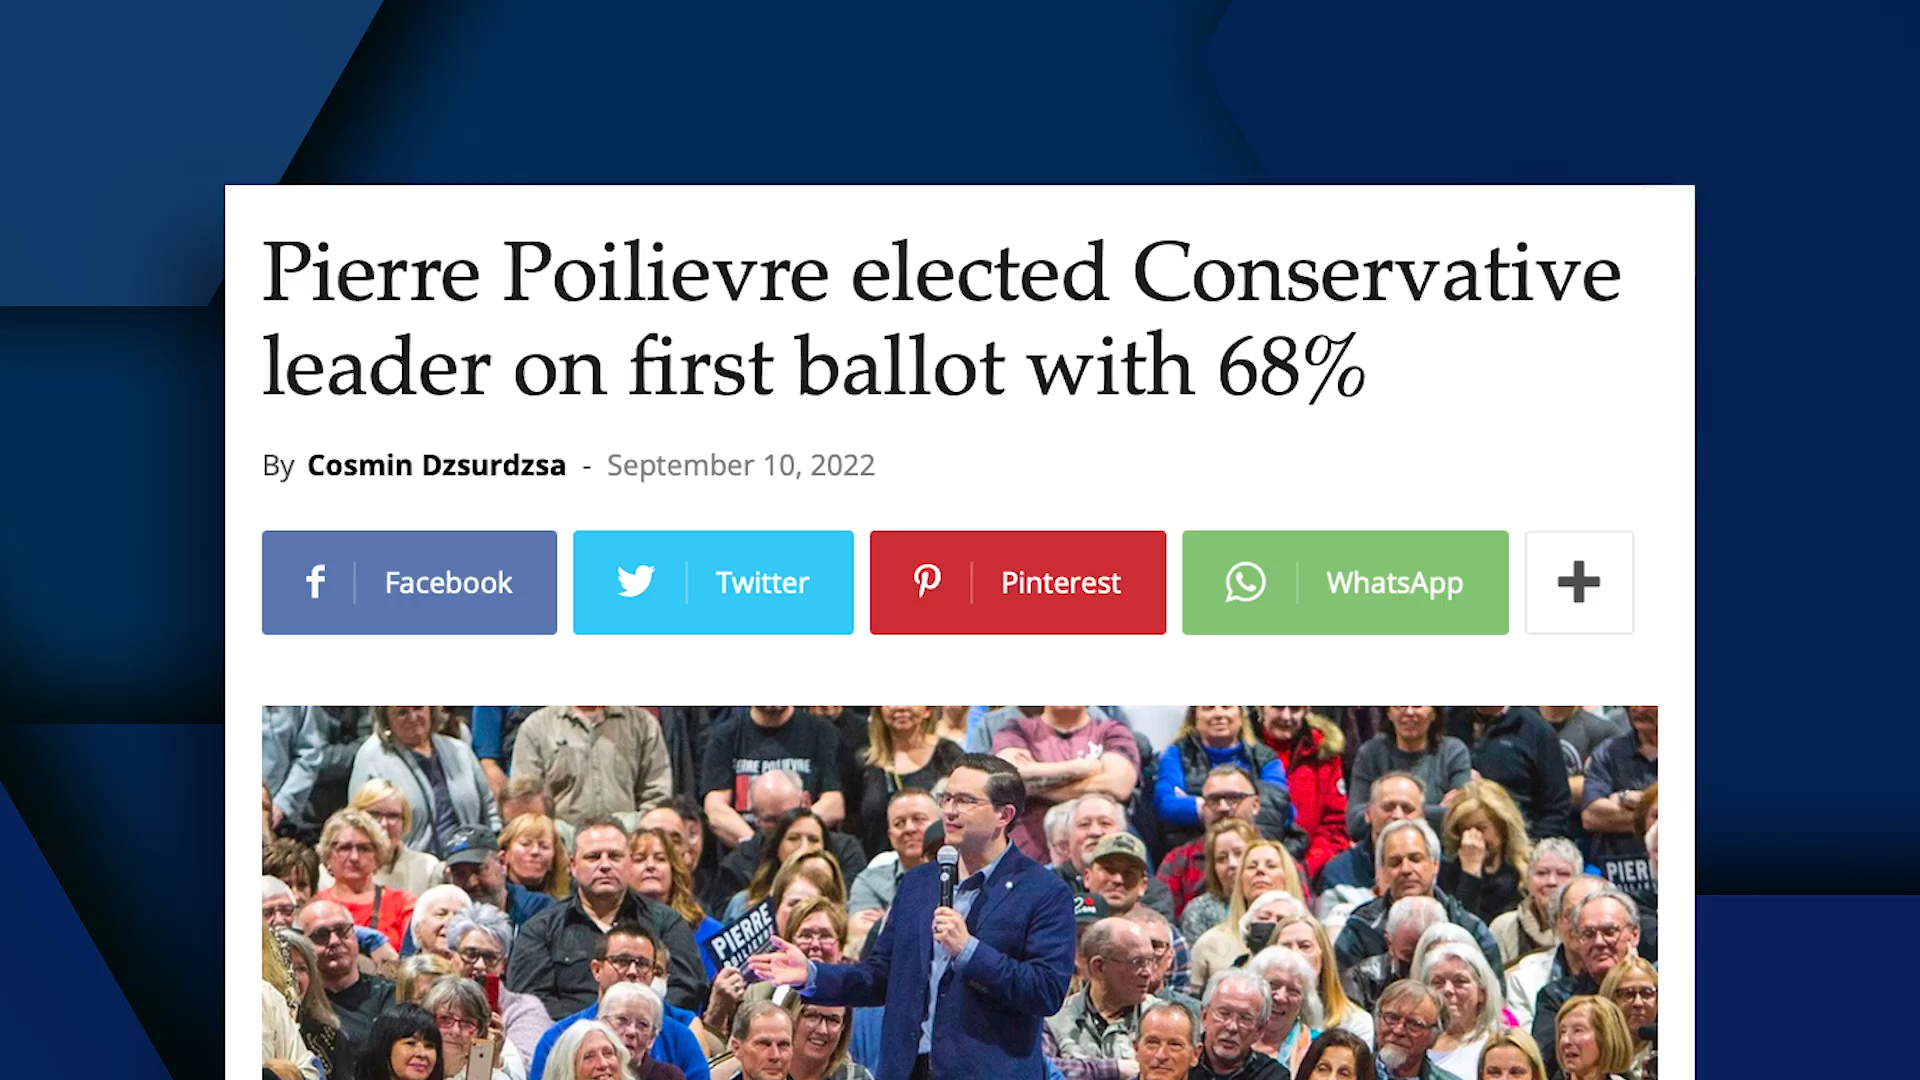 Pierre Poilievre elected Conservative
leader on first ballot with 68%
By Cosmin Dzsurdzsa - September 10, 2022
Facebook
Twitter
Pinterest
WhatsApp
PIERRE